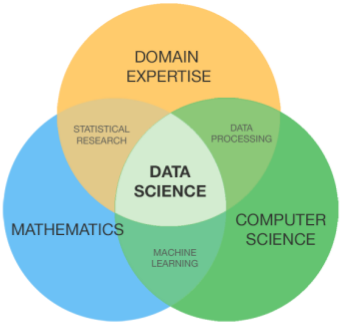 DOMAIN
EXPERTISE
STATISTICAL
RESEARCH
DATA
PROCESSING
DATA
SCIENCE
MATHEMATICS
COMPUTER
SCIENCE
MACHINE
LEARNING